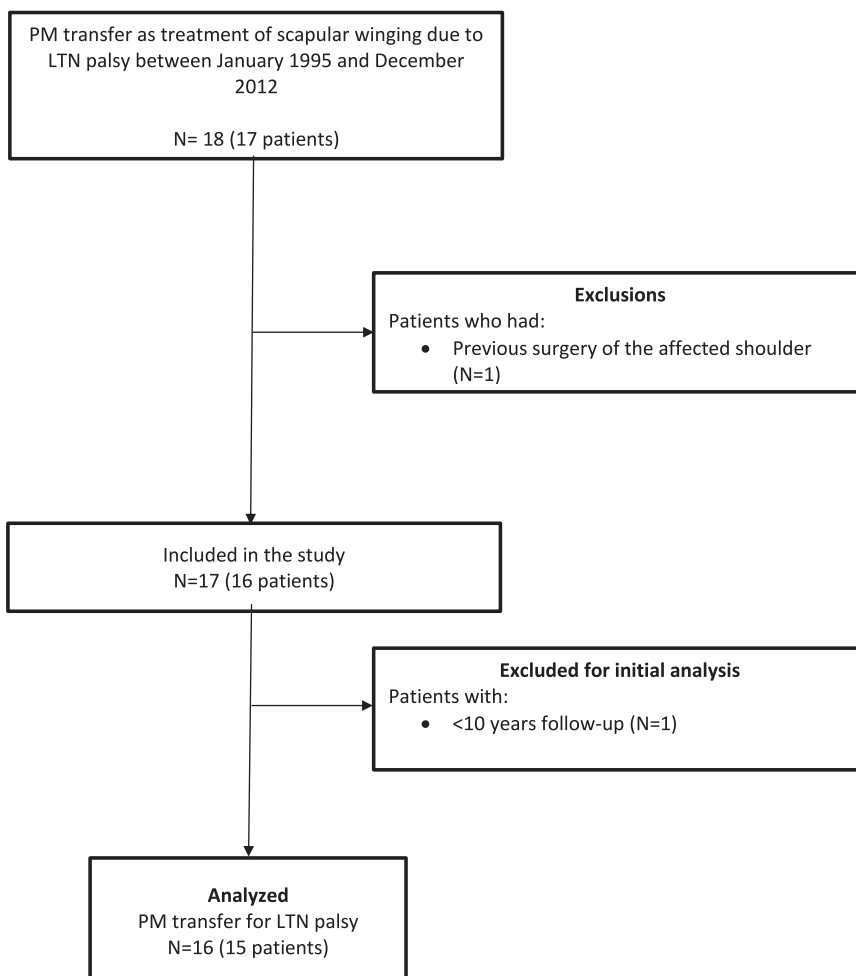 PM transfer as treatment of scapular winging due to
LTN palsy between January 1995 and December
2012
N= 18 (17 patients)
Exclusions
Patients who had:
• Previous surgery of the affected shoulder
(N=1)
Included in the study
N=17 (16 patients)
Excluded for initial analysis
Patients with:
• <10 years follow-up (N=1)
Analyzed
PM transfer for LTN palsy
N=16 (15 patients)